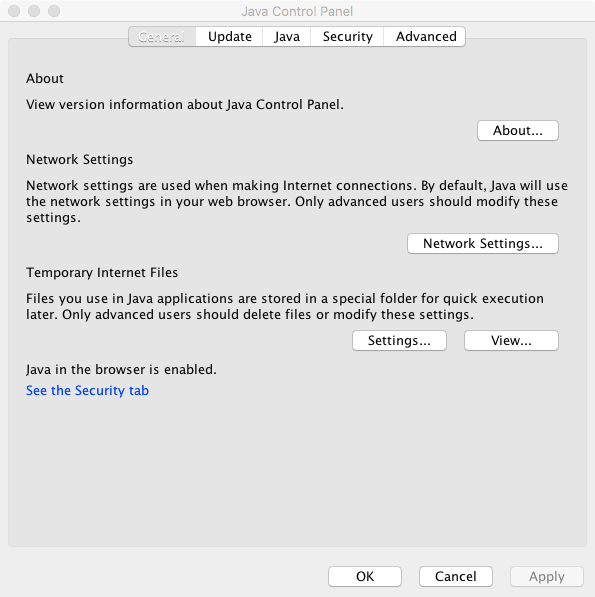 Java Control Panel
General Update Java Security Advanced
About
View version information about Java Control Panel.
About...
Network Settings
Network settings are used when making Internet connections. By default, Java will use
the network settings in your web browser. Only advanced users should modify these
settings.
Network Settings...
Temporary Internet Files
Files you use in Java applications are stored in a special folder for quick execution
later. Only advanced users should delete files or modify these settings.
Settings... View...
Java in the browser is enabled.
See the Security tab
OK Cancel Apply